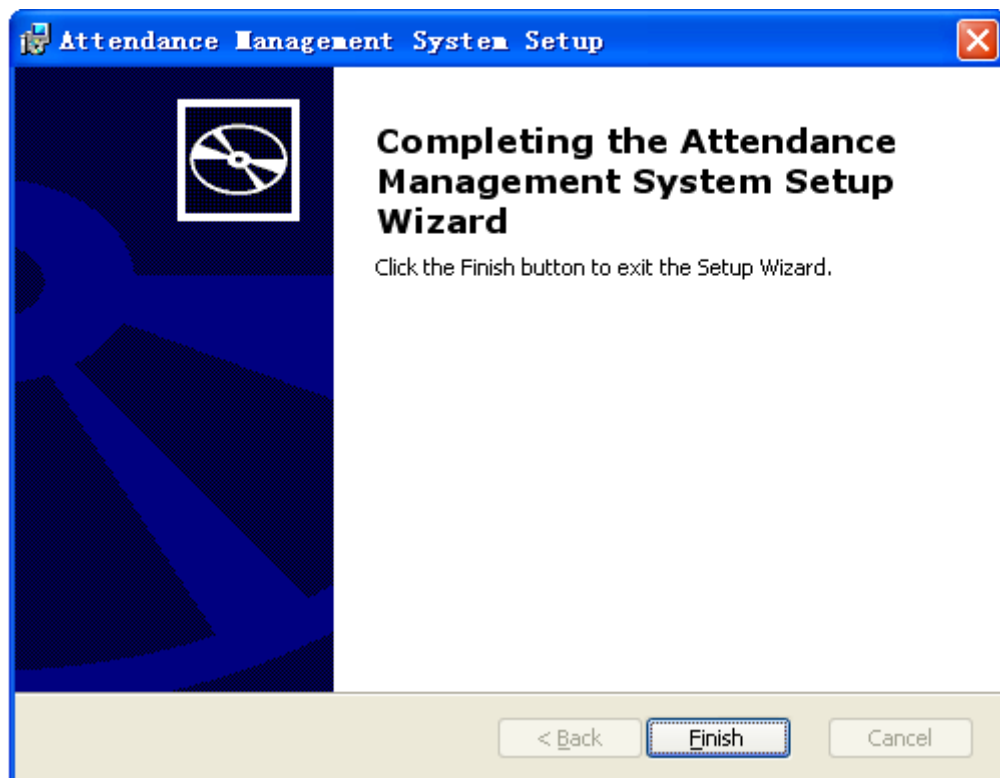 Attendance Management System Setup
Completing the Attendance
Management System Setup
Wizard
Click the Finish button to exit the Setup Wizard.
< Back
Finish
Cancel